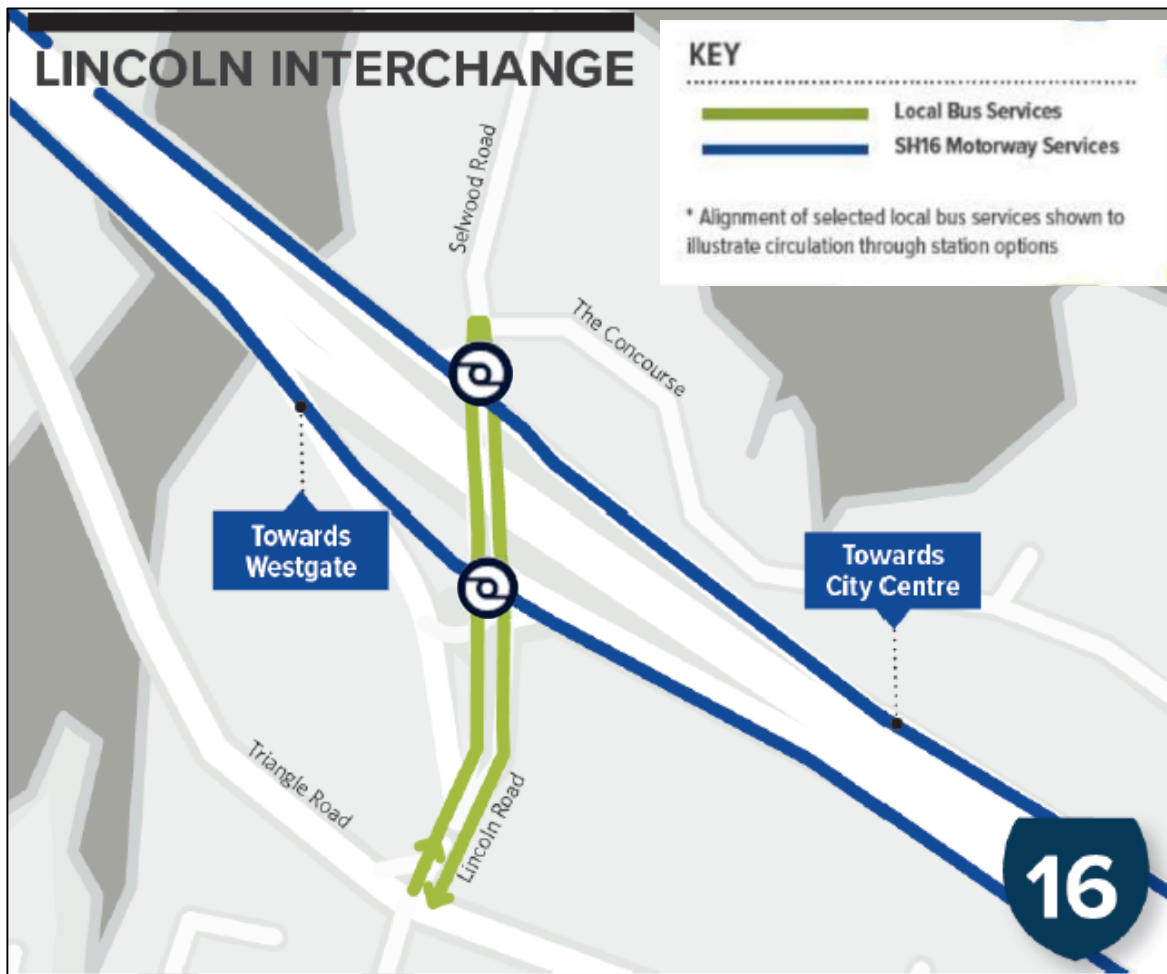 LINCOLN INTERCHANGE
KEY
Local Bus Services
SH16 Motorway Services
* Alignment of selected local bus services shown to
illustrate circulation through station options
Selwood Road
The Concourse
Towards
Westgate
Towards
City Centre
Triangle Road
Lincoln Road
16